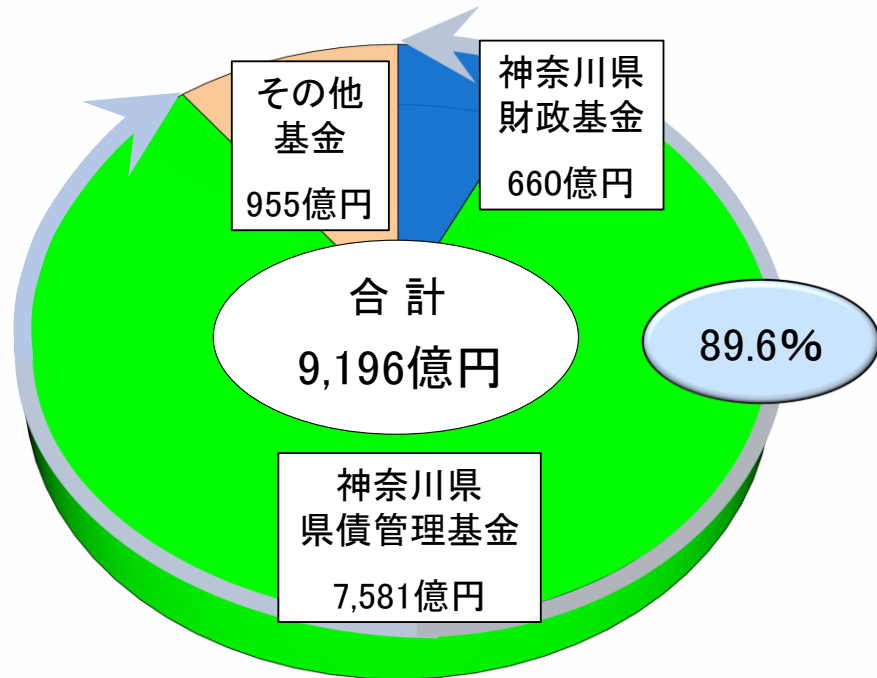 その他
基金
955億円
神奈川県
財政基金
660億円
合 計
9,196億円
89.6%
神奈川県
県債管理基金
7,581億円